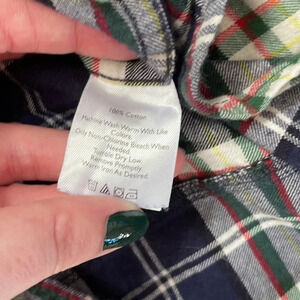 100% Cotton
Machine Wash Warm With Like
Colors.
Only Non-Chlorine Bleach When
Needed.
Tumble Dry Low.
Remove Promptly.
Warm Iron As Desired.